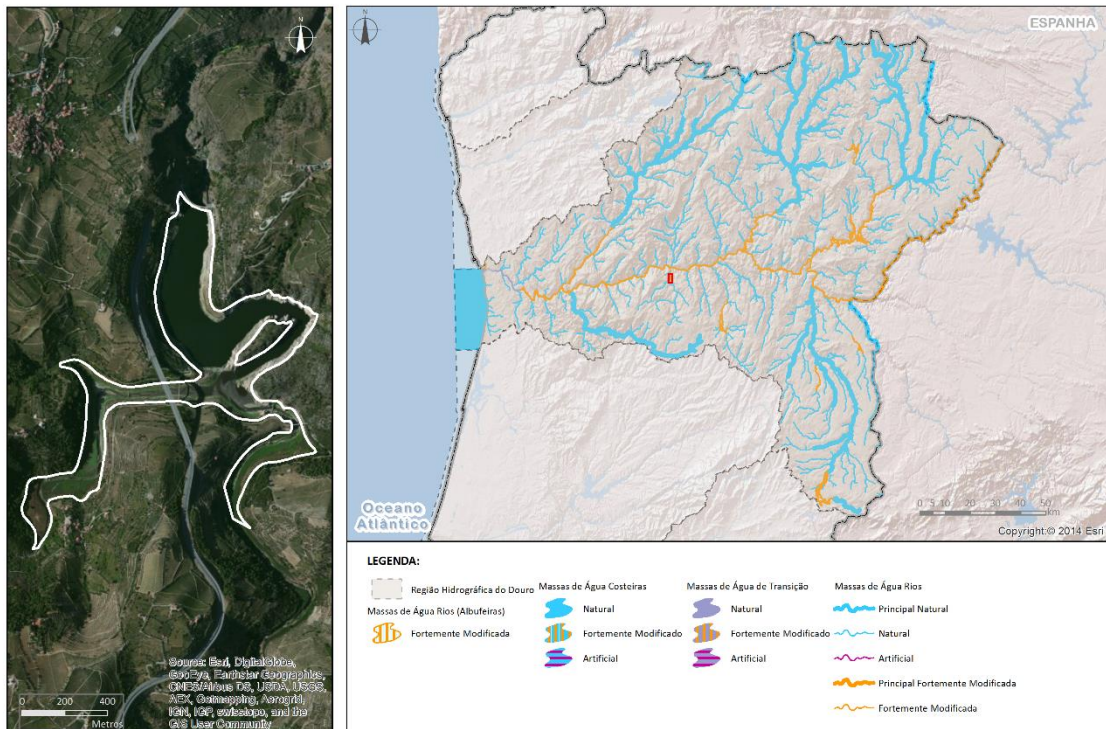 0 200 400
Metros
Source: Esri, DigitalGlobe,
GeoEye, Earthstar Geographics,
CNES/Airbus DS, USDA, USGS,
AEX, Getmapping, Aerogrid,
IGN, IGP, swisstopo, and the
GIS User Community
ESPANHA
Oceano
Atlântico
0 5 10 20 30 40 50
km
Copyright:© 2014 Esri
LEGENDA:
Região Hidrográfica do Douro
Massas de Água Rios (Albufeiras)
Fortemente Modificada
Massas de Água Costeiras
Natural
Fortemente Modificado
Artificial
Massas de Água de Transição
Natural
Fortemente Modificado
Artificial
Massas de Água Rios
Principal Natural
Natural
Artificial
Principal Fortemente Modificada
Fortemente Modificada